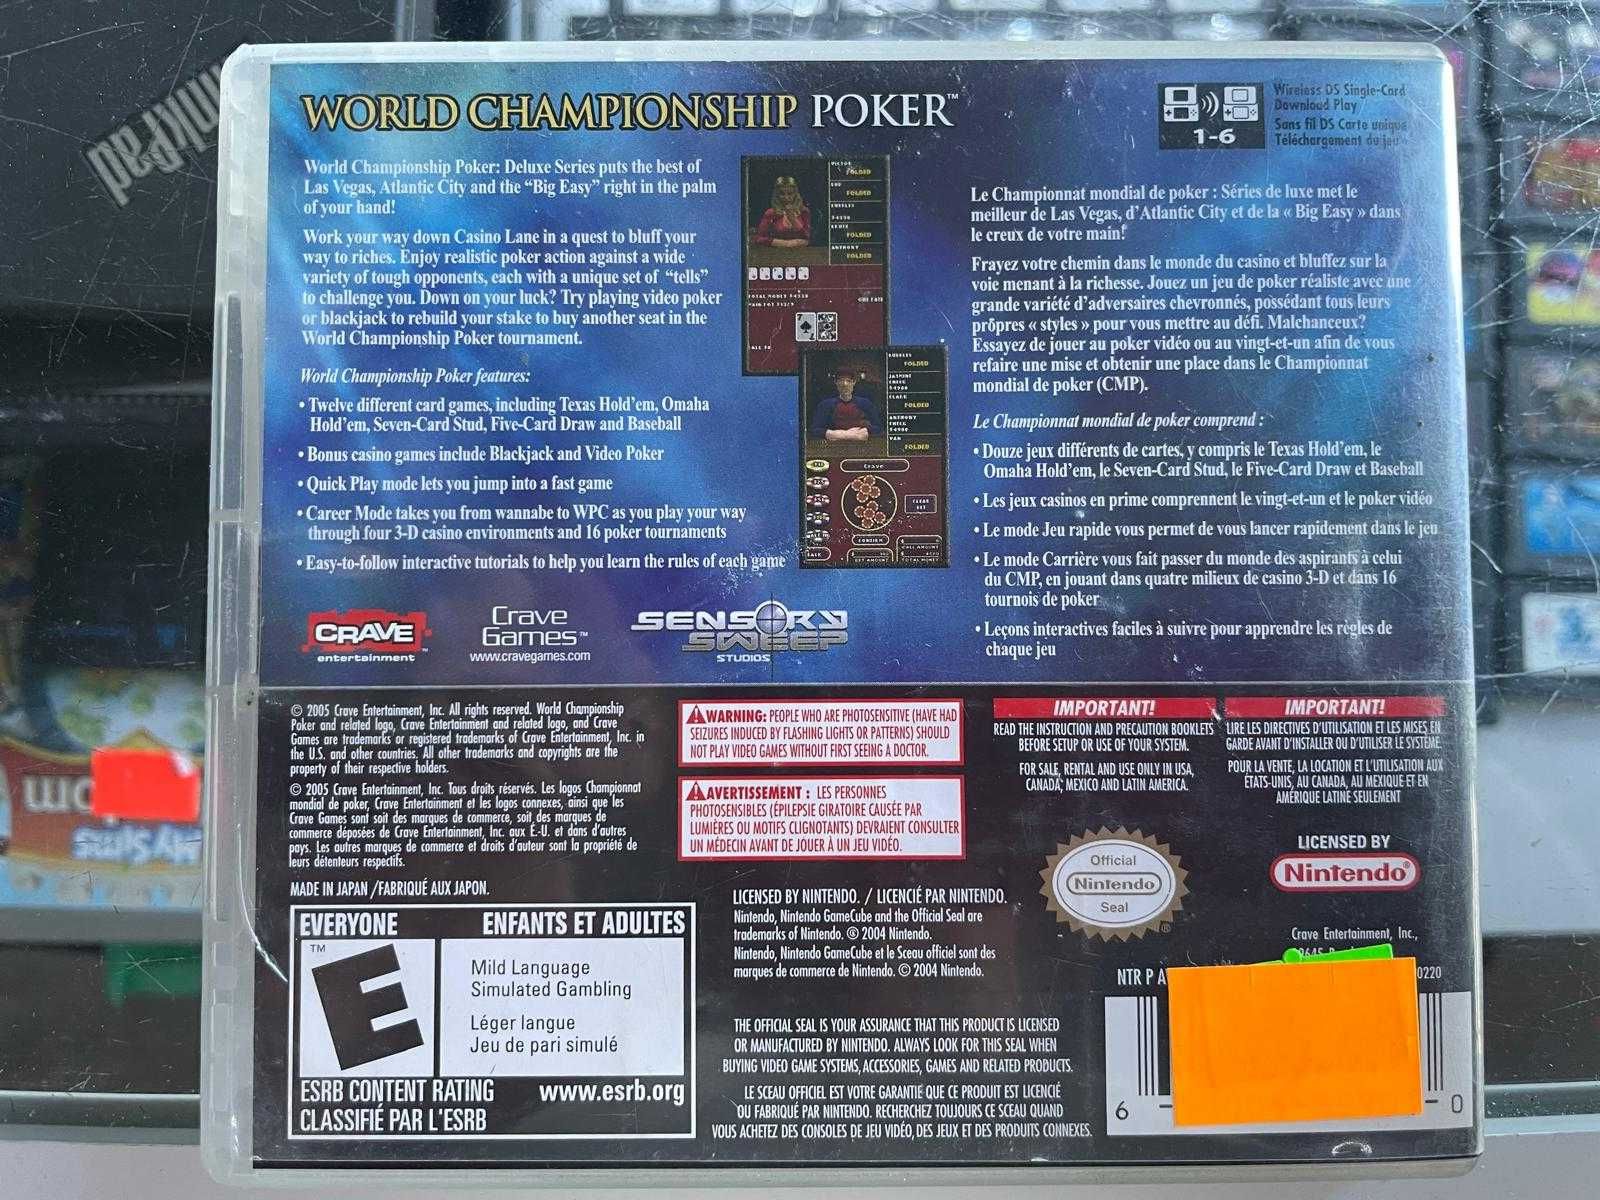 WORLD CHAMPIONSHIP POKER™
World Championship Poker: Deluxe Series puts the best of
Las Vegas, Atlantic City and the “Big Easy” right in the palm
of your hand!
Work your way down Casino Lane in a quest to bluff your
way to riches. Enjoy realistic poker action against a wide
variety of tough opponents, each with a unique set of “tells”
to challenge you. Down on your luck? Try playing video poker
or blackjack to rebuild your stake to buy another seat in the
World Championship Poker tournament.
World Championship Poker features:
• Twelve different card games, including Texas Hold’em, Omaha
Hold’em, Seven-Card Stud, Five-Card Draw and Baseball
• Bonus casino games include Blackjack and Video Poker
• Quick Play mode lets you jump into a fast game
• Career Mode takes you from wannabe to WPC as you play your way
through four 3-D casino environments and 16 poker tournaments
• Easy-to-follow interactive tutorials to help you learn the rules of each game
FOLDED
FOLDED
FOLDED
FOLDED
FOLDED
FOLDED
FOLDED
Crave
CONFIRM
1-6
Wireless DS Single-Card
Download Play
Sans fil DS Carte unique
Téléchargement du jeu
Le Championnat mondial de poker : Séries de luxe met le
meilleur de Las Vegas, d’Atlantic City et de la « Big Easy » dans
le creux de votre main!
Frayez votre chemin dans le monde du casino et bluffez sur la
voie menant à la richesse. Jouez un jeu de poker réaliste avec une
grande variété d’adversaires chevronnés, possédant tous leurs
propres « styles » pour vous mettre au défi. Malchanceux?
Essayez de jouer au poker vidéo ou au vingt-et-un afin de vous
refaire une mise et obtenir une place dans le Championnat
mondial de poker (CMP).
Le Championnat mondial de poker comprend :
• Douze jeux différents de cartes, y compris le Texas Hold’em, le
Omaha Hold’em, le Seven-Card Stud, le Five-Card Draw et Baseball
• Les jeux casinos en prime comprennent le vingt-et-un et le poker vidéo
• Le mode Jeu rapide vous permet de vous lancer rapidement dans le jeu
• Le mode Carrière vous fait passer du monde des aspirants à celui
du CMP, en jouant dans quatre milieux de casino 3-D et dans 16
tournois de poker
• Leçons interactives faciles à suivre pour apprendre les règles de
chaque jeu
CRAVE™
entertainment
Crave
Games™
www.cravegames.com
SENSORY
SWEEP
STUDIOS
© 2005 Crave Entertainment, Inc. All rights reserved. World Championship
Poker and related logo, Crave Entertainment and related logo, and Crave
Games are trademarks or registered trademarks of Crave Entertainment, Inc. in
the U.S. and other countries. All other trademarks and copyrights are the
property of their respective holders.
© 2005 Crave Entertainment, Inc. Tous droits réservés. Les logos Championnat
mondial de poker, Crave Entertainment et les logos connexes, ainsi que les
Crave Games sont soit des marques de commerce, soit des marques de
commerce déposées de Crave Entertainment, Inc. aux É.-U. et dans d’autres
pays. Les autres marques de commerce et droits d’auteur sont la propriété de
leurs détenteurs respectifs.
MADE IN JAPAN /FABRIQUÉ AUX JAPON.
WARNING: PEOPLE WHO ARE PHOTOSENSITIVE (HAVE HAD
SEIZURES INDUCED BY FLASHING LIGHTS OR PATTERNS) SHOULD
NOT PLAY VIDEO GAMES WITHOUT FIRST SEEING A DOCTOR.
AVERTISSEMENT : LES PERSONNES
PHOTOSENSIBLES (ÉPILEPSIE GIRATOIRE CAUSÉE PAR
LUMIÈRES OU MOTIFS CLIGNOTANTS) DEVRAIENT CONSULTER
UN MÉDECIN AVANT DE JOUER À UN JEU VIDÉO.
IMPORTANT!
READ THE INSTRUCTION AND PRECAUTION BOOKLETS
BEFORE SETUP OR USE OF YOUR SYSTEM.
FOR SALE, RENTAL AND USE ONLY IN USA,
CANADA, MEXICO AND LATIN AMERICA.
IMPORTANT!
LIRE LES DIRECTIVES D’UTILISATION ET LES MISES EN
GARDE AVANT D’INSTALLER OU D’UTILISER LE SYSTÈME.
POUR LA VENTE, LA LOCATION ET L’UTILISATION AUX
ÉTATS-UNIS, AU CANADA, AU MEXIQUE ET EN
AMÉRIQUE LATINE SEULEMENT
EVERYONE ENFANTS ET ADULTES
™
E
Mild Language
Simulated Gambling
Léger langue
Jeu de pari simulé
ESRB CONTENT RATING www.esrb.org
CLASSIFIÉ PAR L'ESRB
LICENSED BY NINTENDO. / LICENCIÉ PAR NINTENDO.
Nintendo, Nintendo GameCube and the Official Seal are
trademarks of Nintendo. © 2004 Nintendo.
Nintendo, Nintendo GameCube et le Sceau officiel sont des
marques de commerce de Nintendo. © 2004 Nintendo.
THE OFFICIAL SEAL IS YOUR ASSURANCE THAT THIS PRODUCT IS LICENSED
OR MANUFACTURED BY NINTENDO. ALWAYS LOOK FOR THIS SEAL WHEN
BUYING VIDEO GAME SYSTEMS, ACCESSORIES, GAMES AND RELATED PRODUCTS.
LE SCEAU OFFICIEL EST VOTRE GARANTIE QUE CE PRODUIT EST LICENCIÉ
OU FABRIQUÉ PAR NINTENDO. RECHERCHEZ TOUJOURS CE SCEAU QUAND
VOUS ACHETEZ DES CONSOLES DE JEU VIDÉO, DES JEUX ET DES PRODUITS CONNEXES.
Official
Nintendo
Seal
®
LICENSED BY
Nintendo®
Crave Entertainment, Inc.,
NTR P A
0220
6 0